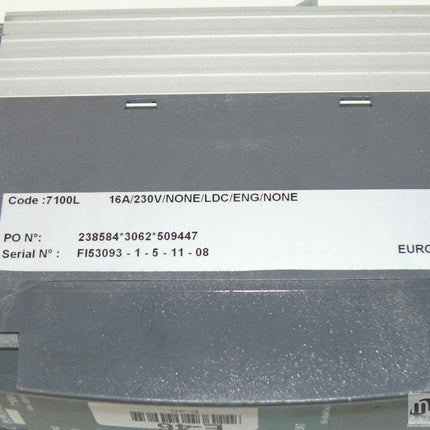 Code :7100L 16A/230V/NONE/LDC/ENG/NONE
PO N°: 238584*3062*509447
Serial N° : FI53093 - 1 - 5 - 11 - 08 EURO